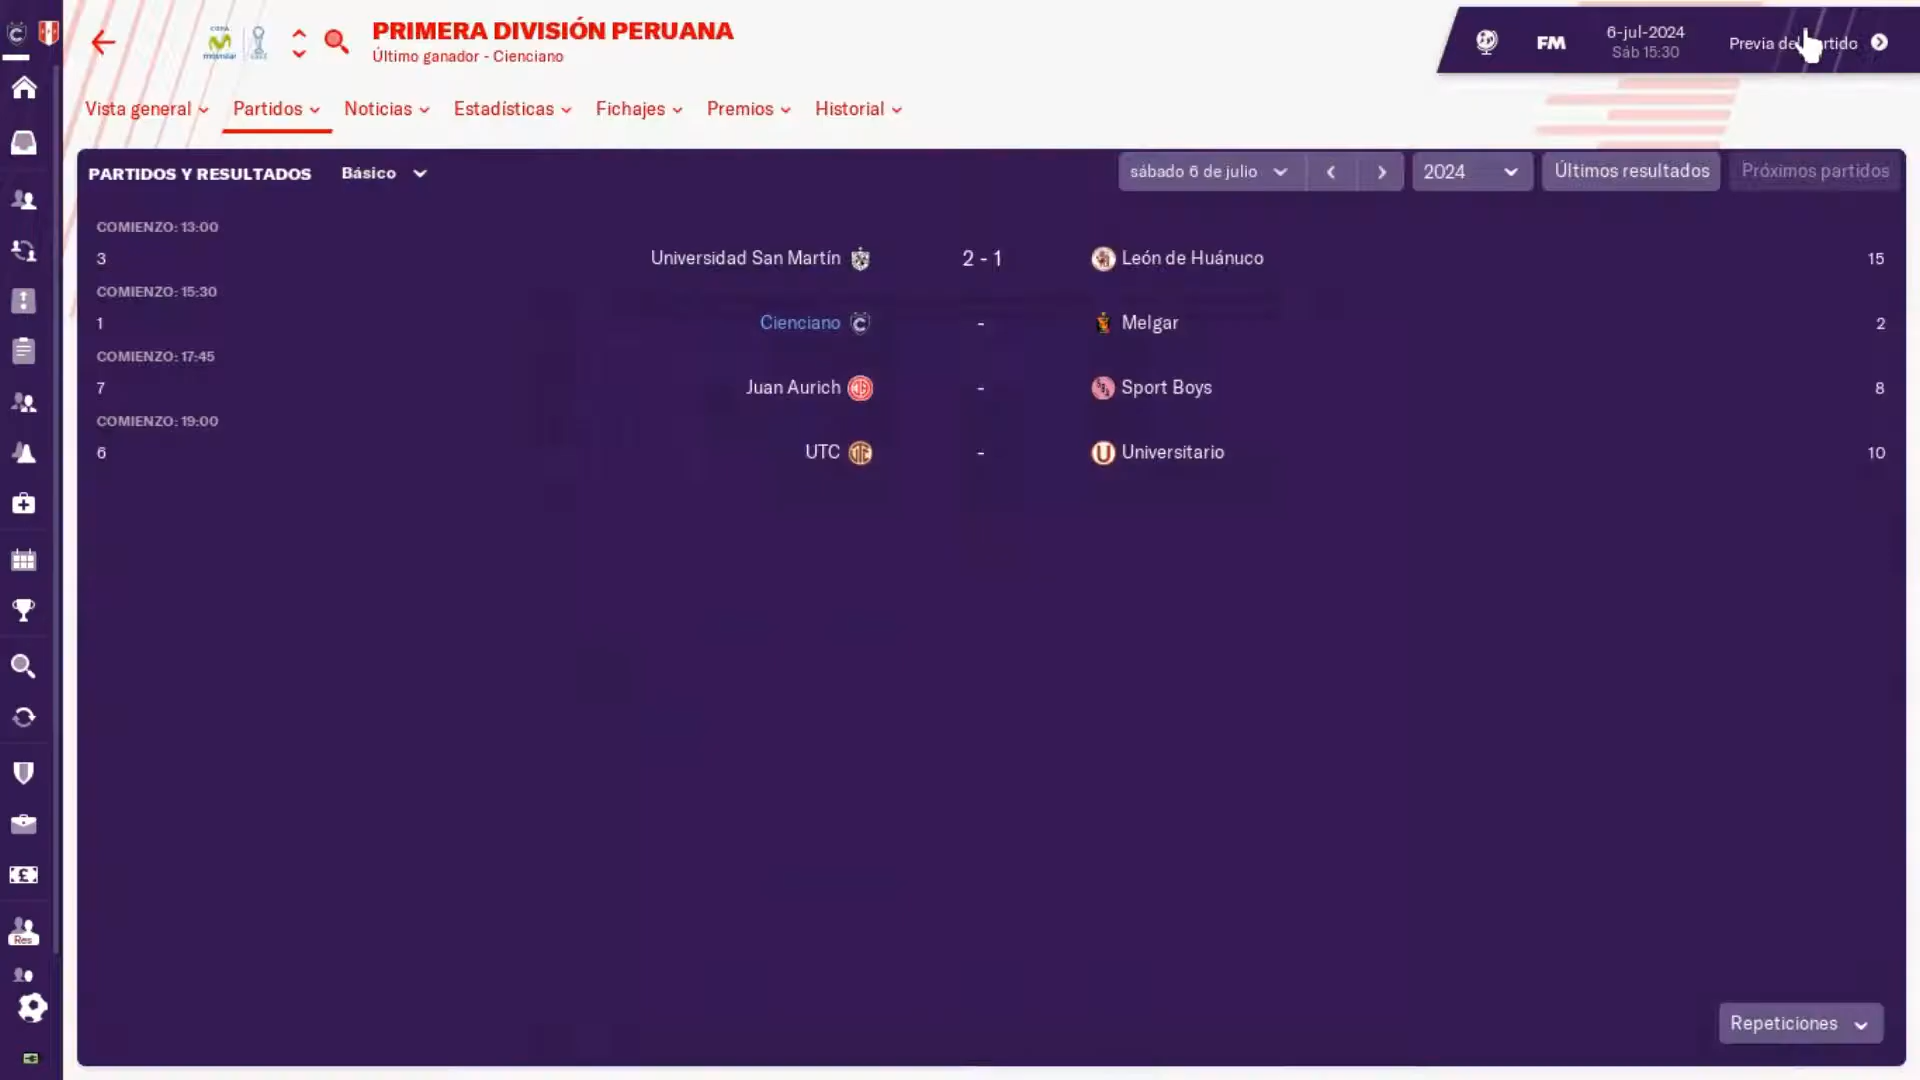 PRIMERA DIVISIÓN PERUANA
Último ganador - Cienciano
FM
6-jul-2024
Sáb 15:30
Vista general
Partidos
Noticias
Estadísticas
Fichajes
Premios
Historial
PARTIDOS Y RESULTADOS
Básico
sábado 6 de julio
2024
Últimos resultados
Próximos partidos
COMIENZO: 13:00
3 Universidad San Martín 2 - 1 León de Huánuco 15
COMIENZO: 15:30
1 Cienciano - Melgar 2
COMIENZO: 17:45
7 Juan Aurich - Sport Boys 8
COMIENZO: 19:00
6 UTC - Universitario 10
Res
Repeticiones